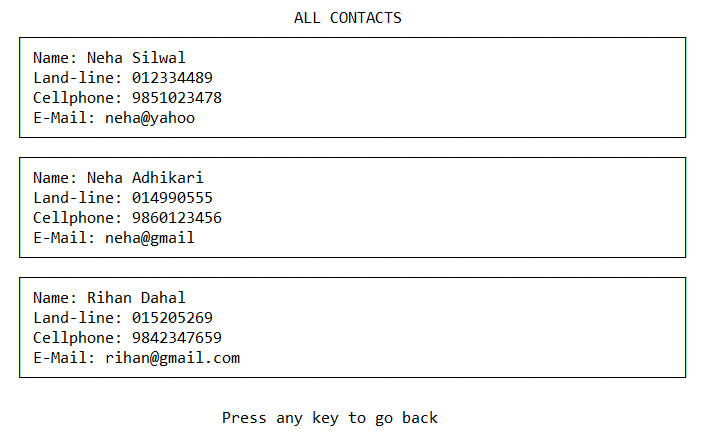 ALL CONTACTS
Name: Neha Silwal
Land-line: 012334489
Cellphone: 9851023478
E-Mail: neha@yahoo
Name: Neha Adhikari
Land-line: 014990555
Cellphone: 9860123456
E-Mail: neha@gmail
Name: Rihan Dahal
Land-line: 015205269
Cellphone: 9842347659
E-Mail: rihan@gmail.com
Press any key to go back